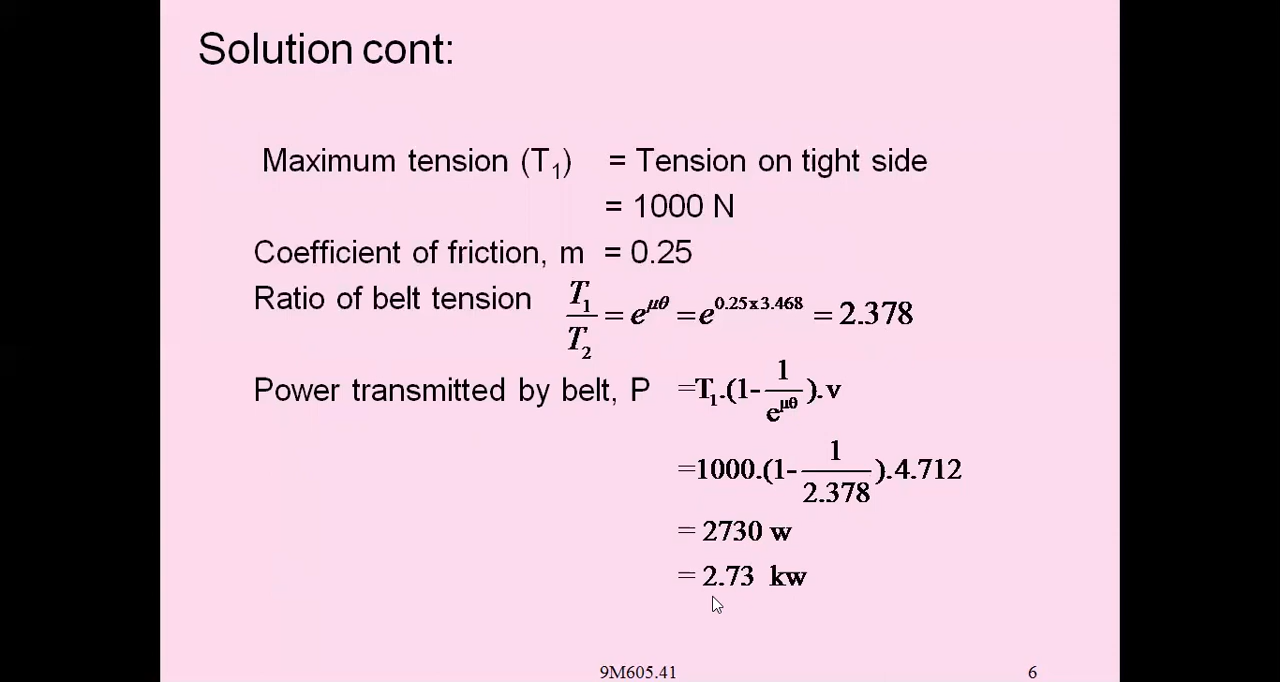 Solution cont:
Maximum tension (T₁) = Tension on tight side
= 1000 N
Coefficient of friction, m = 0.25
Ratio of belt tension T₁/T₂ = e^μθ = e^0.25x3.468 = 2.378
Power transmitted by belt, P =T₁.(1-1/e^μθ).v
=1000.(1-1/2.378).4.712
= 2730 w
= 2.73 kw
9M605.41 6